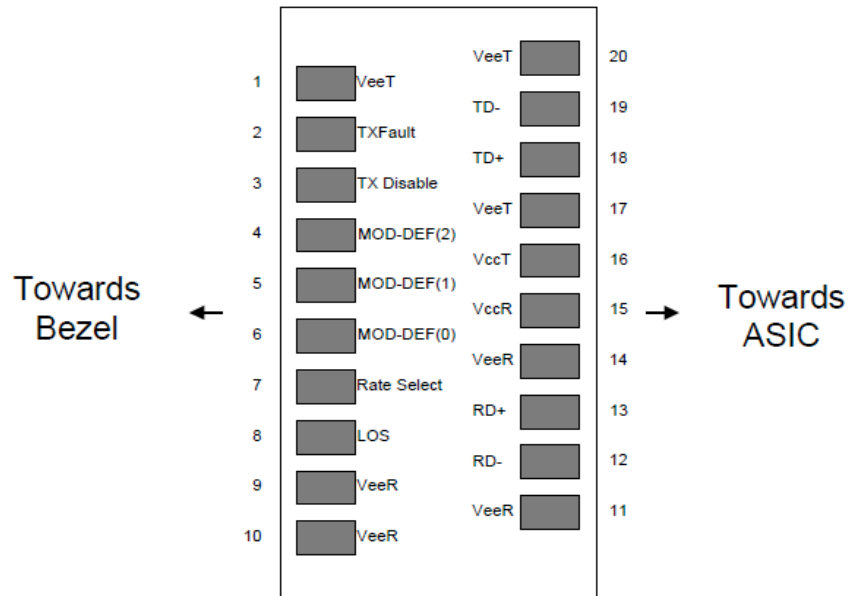 Towards
Bezel
1 VeeT
2 TXFault
3 TX Disable
4 MOD-DEF(2)
5 MOD-DEF(1)
6 MOD-DEF(0)
7 Rate Select
8 LOS
9 VeeR
10 VeeR
VeeT 20
TD- 19
TD+ 18
VeeT 17
VccT 16
VccR 15
VeeR 14
RD+ 13
RD- 12
VeeR 11
Towards
ASIC